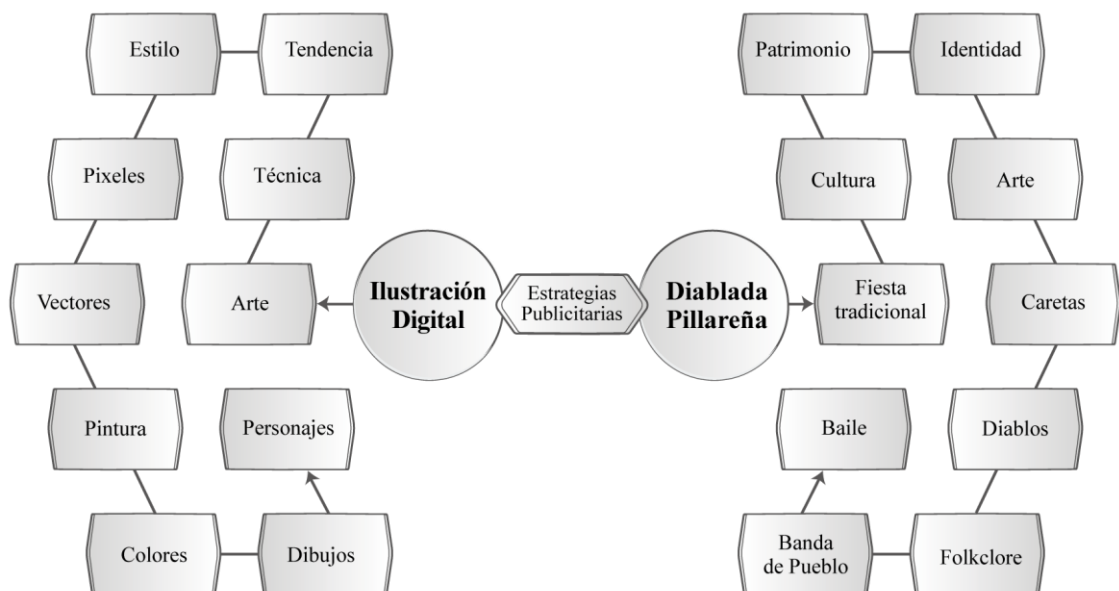 Estilo
Tendencia
Patrimonio
Identidad
Pixeles
Técnica
Cultura
Arte
Vectores
Arte
Ilustración
Digital
Estrategias
Publicitarias
Diablada
Pillareña
Fiesta
tradicional
Caretas
Pintura
Personajes
Baile
Diablos
Colores
Dibujos
Banda
de Pueblo
Folkclore